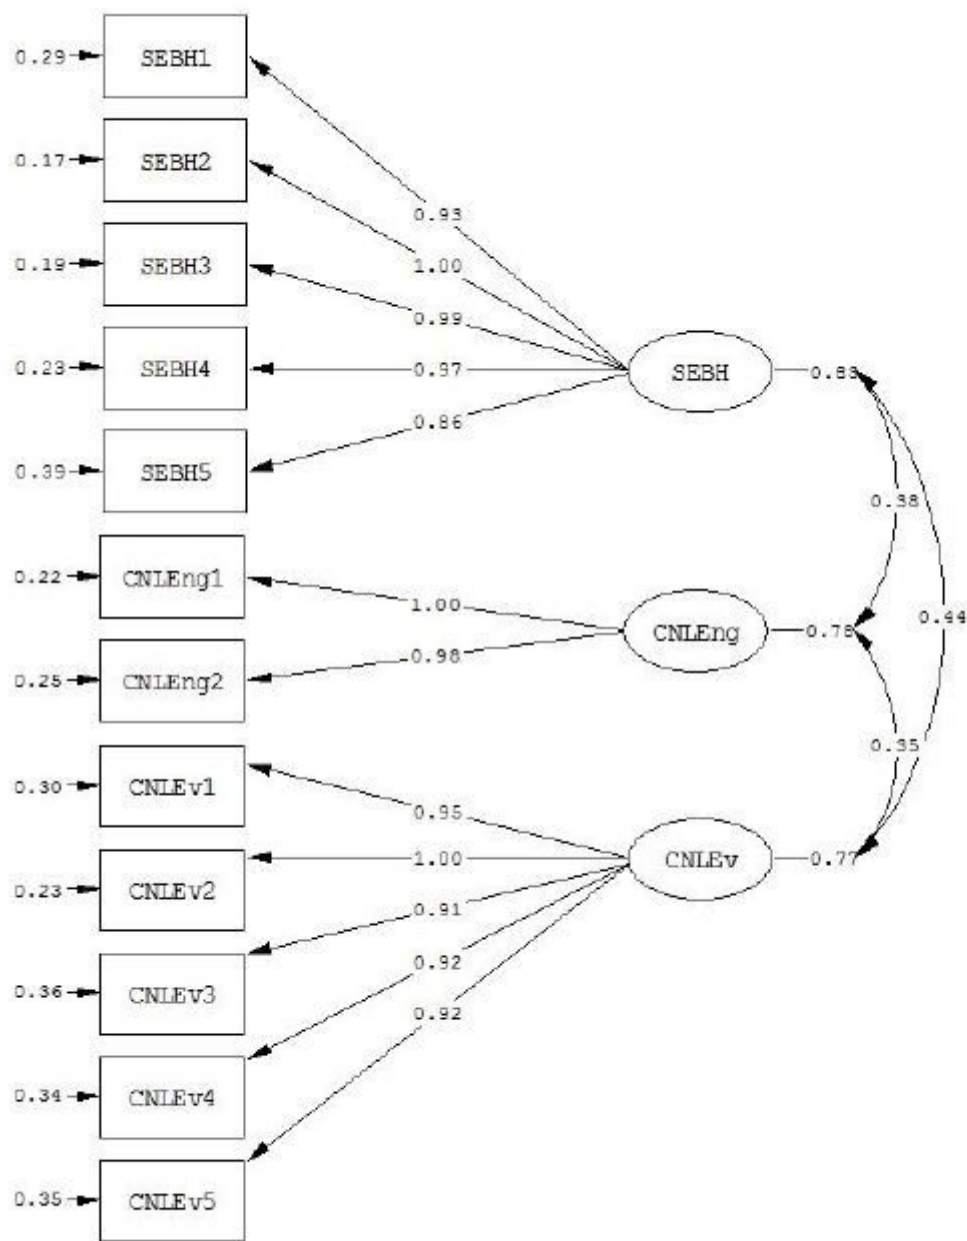 0.29 SEBH1
0.17 SEBH2
0.93
0.19 SEBH3
1.00
0.99
0.23 SEBH4 0.97 SEBH 0.83
0.86
0.39 SEBH5
0.38
0.22 CNLEng1
1.00
CNLEng 0.78
0.44
0.98
0.25 CNLEng2
0.35
0.30 CNLEv1
0.95
1.00 CNLEv 0.77
0.23 CNLEv2
0.91
0.92
0.36 CNLEv3
0.92
0.34 CNLEv4
0.35 CNLEv5